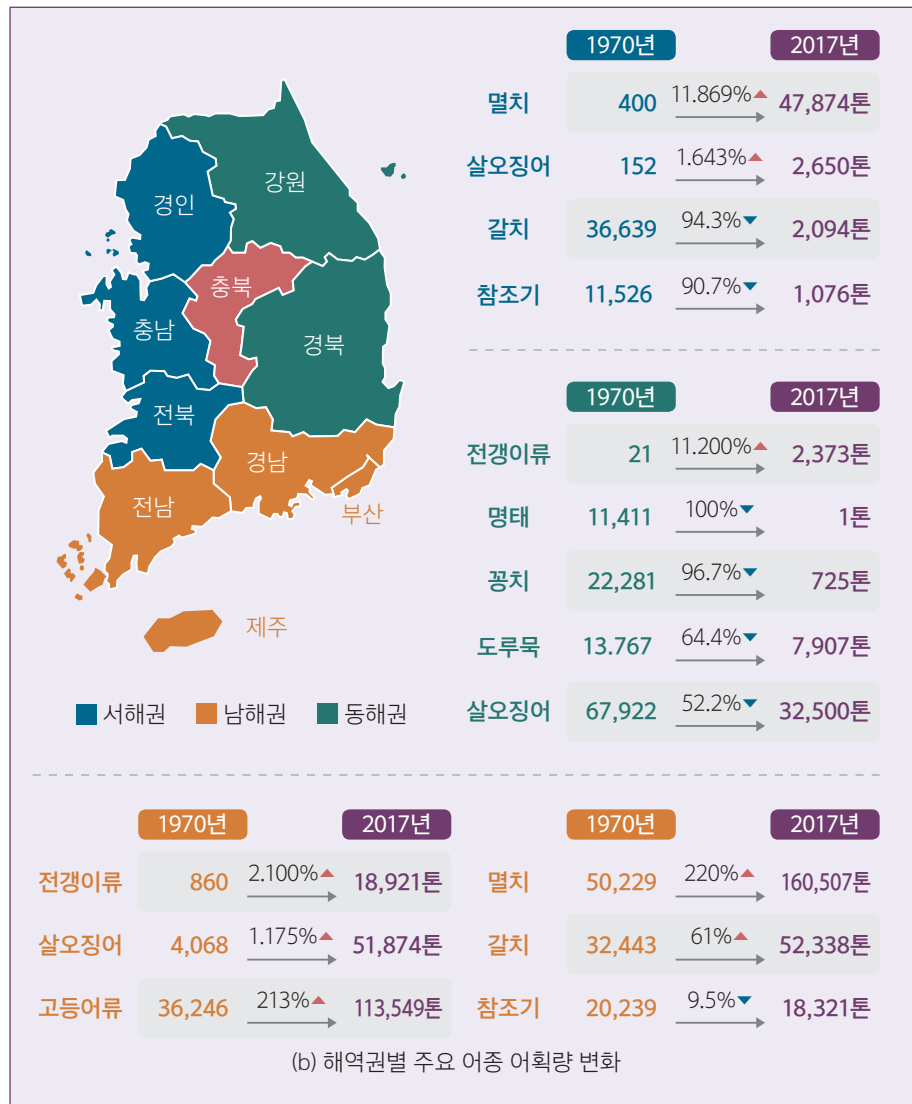 1970년 2017년
멸치 400 11.869%▲ 47,874톤
살오징어 152 1.643%▲ 2,650톤
갈치 36,639 94.3%▼ 2,094톤
참조기 11,526 90.7%▼ 1,076톤
강원
경인
충북
충남
경북
전북
경남
전남
부산
제주
서해권 남해권 동해권
1970년 2017년
전갱이류 21 11.200%▲ 2,373톤
명태 11,411 100%▼ 1톤
꽁치 22,281 96.7%▼ 725톤
도루묵 13.767 64.4%▼ 7,907톤
살오징어 67,922 52.2%▼ 32,500톤
1970년 2017년
전갱이류 860 2.100%▲ 18,921톤
살오징어 4,068 1.175%▲ 51,874톤
고등어류 36,246 213%▲ 113,549톤
1970년 2017년
멸치 50,229 220%▲ 160,507톤
갈치 32,443 61%▲ 52,338톤
참조기 20,239 9.5%▼ 18,321톤
(b) 해역권별 주요 어종 어획량 변화